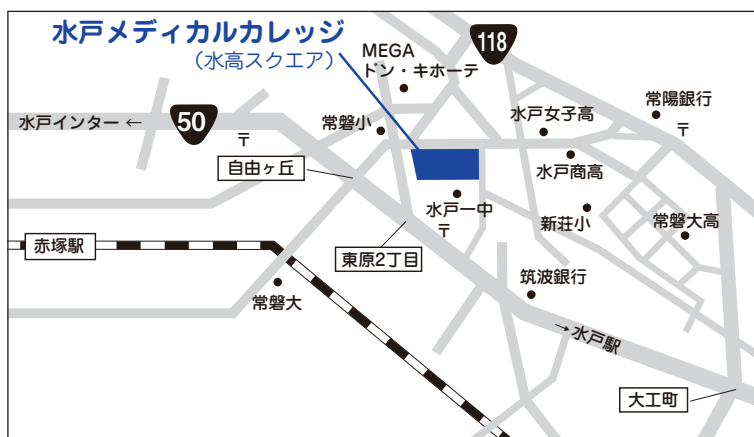 水戸メディカルカレッジ
（水高スクエア）
MEGA
ドン・キホーテ
118
水戸インター ←
50
〒
常磐小
水戸女子高
常陽銀行
〒
自由ヶ丘
水戸商高
水戸一中
〒
新荘小
常磐大高
赤塚駅
東原2丁目
常磐大
筑波銀行
→水戸駅
大工町